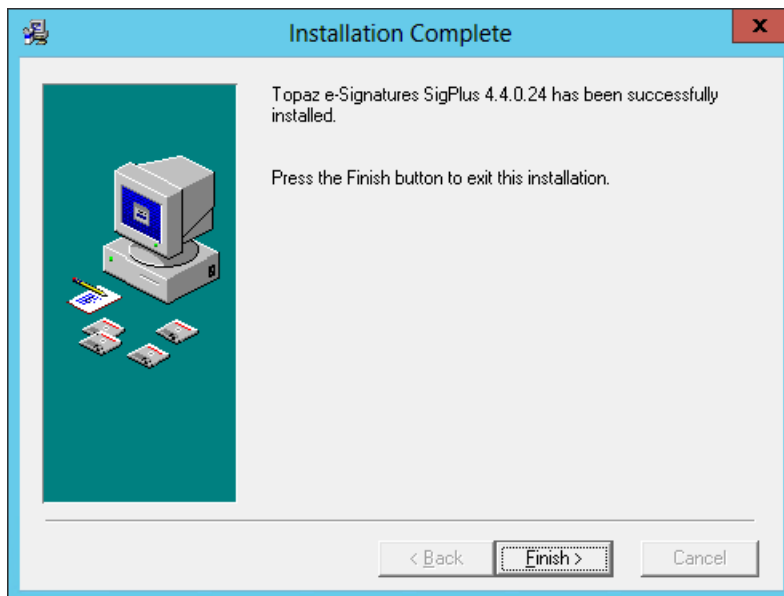 Installation Complete
x
Topaz e-Signatures SigPlus 4.4.0.24 has been successfully
installed.
Press the Finish button to exit this installation.
< Back
Finish >
Cancel